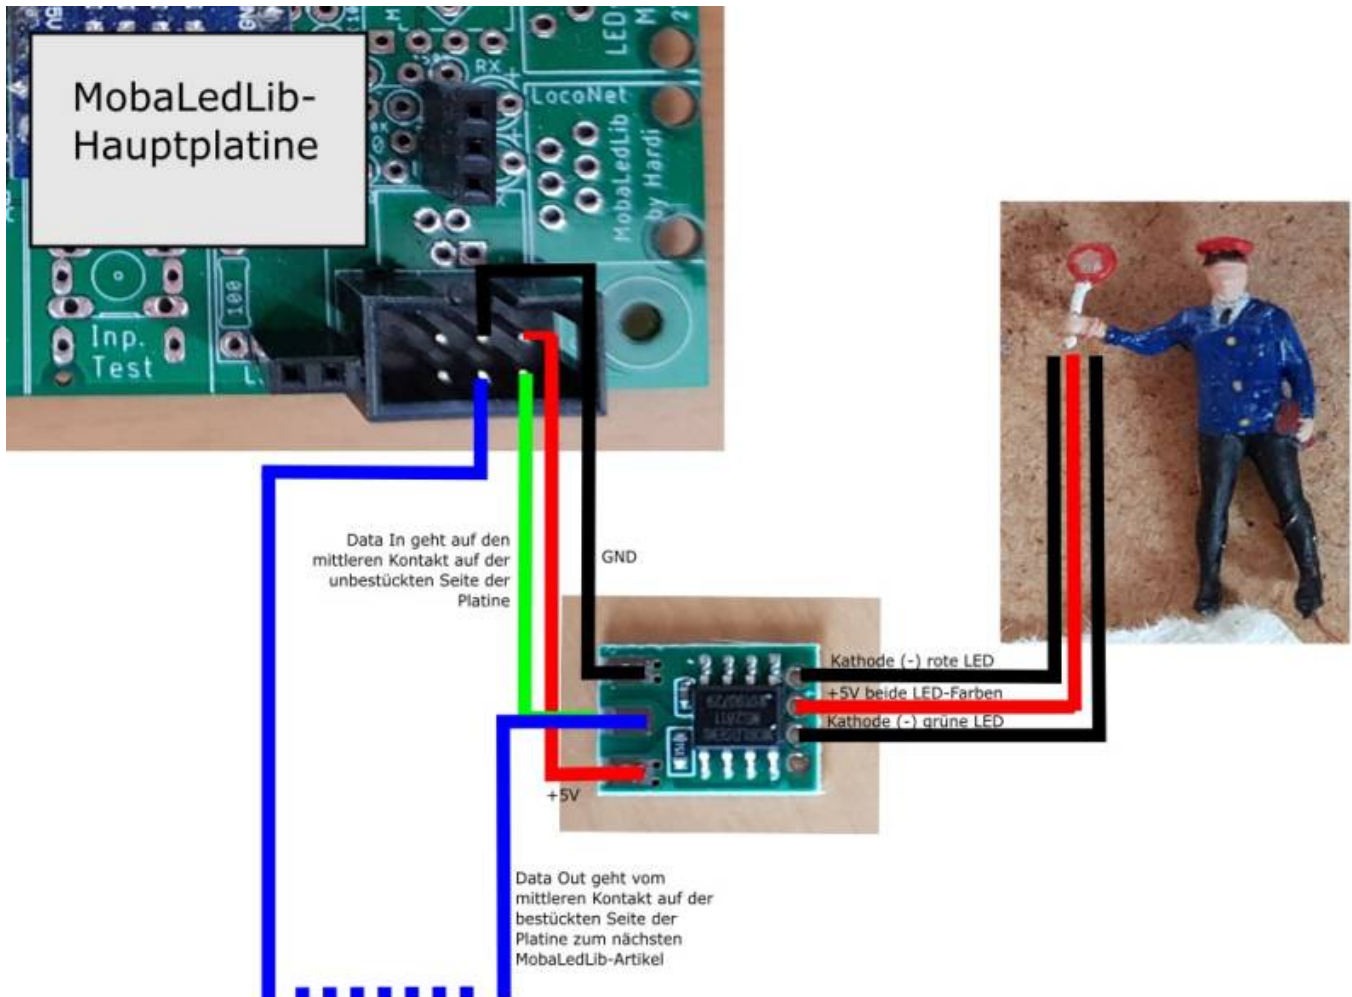 MobaLedLib-
Hauptplatine
RX
LED
LocoNet
MobaLedLib
by Hardi
100
Inp.
Test
Data In geht auf den
mittleren Kontakt auf der
unbestückten Seite der
Platine
GND
Kathode (-) rote LED
+5V beide LED-Farben
Kathode (-) grüne LED
+5V
Data Out geht vom
mittleren Kontakt auf der
bestückten Seite der
Platine zum nächsten
MobaLedLib-Artikel